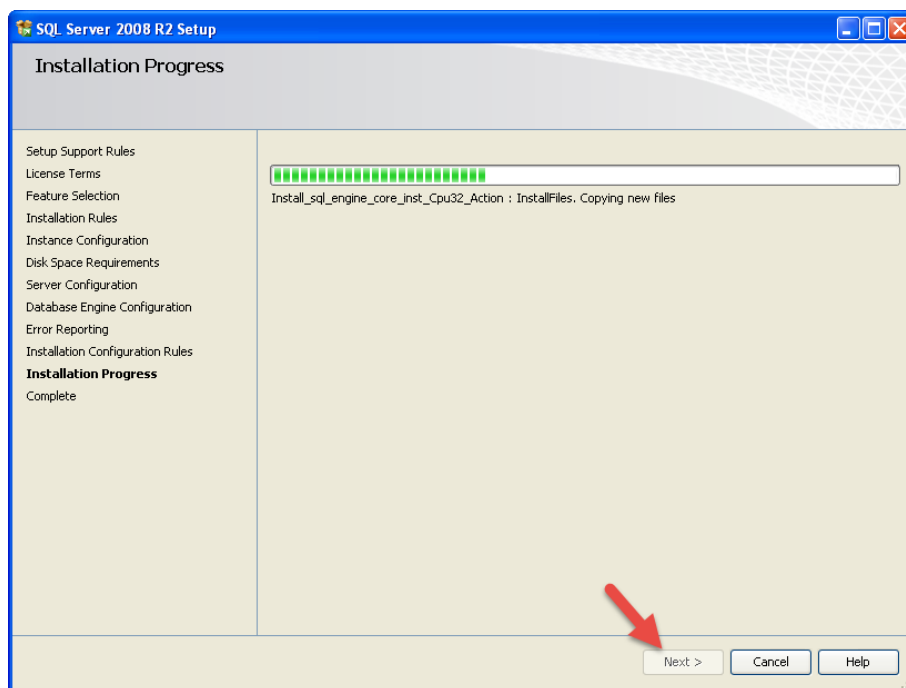 SQL Server 2008 R2 Setup
Installation Progress
Setup Support Rules
License Terms
Feature Selection
Installation Rules
Instance Configuration
Disk Space Requirements
Server Configuration
Database Engine Configuration
Error Reporting
Installation Configuration Rules
Installation Progress
Complete
Install_sql_engine_core_inst_Cpu32_Action : InstallFiles. Copying new files
Next > Cancel Help